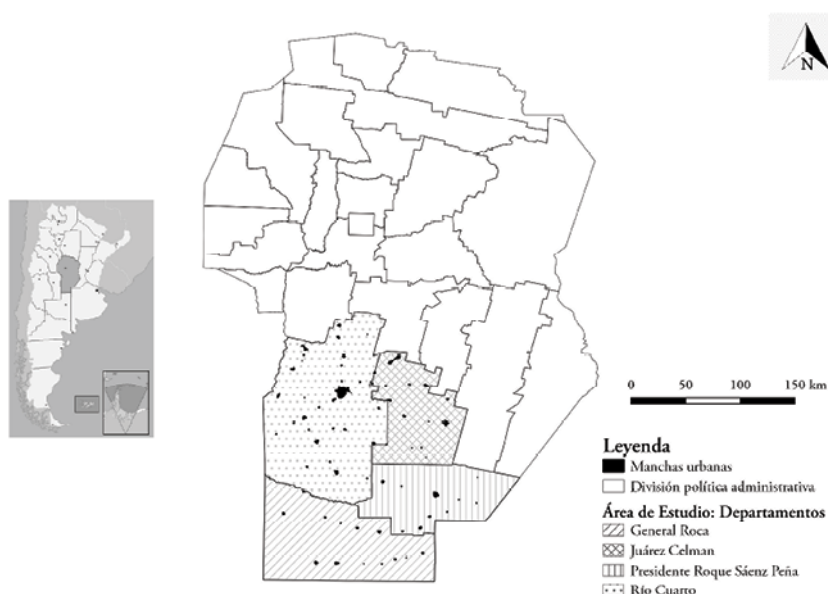 N
0 50 100 150 km
Leyenda
Manchas urbanas
División política administrativa
Área de Estudio: Departamentos
General Roca
Juárez Celman
Presidente Roque Sáenz Peña
Río Cuarto